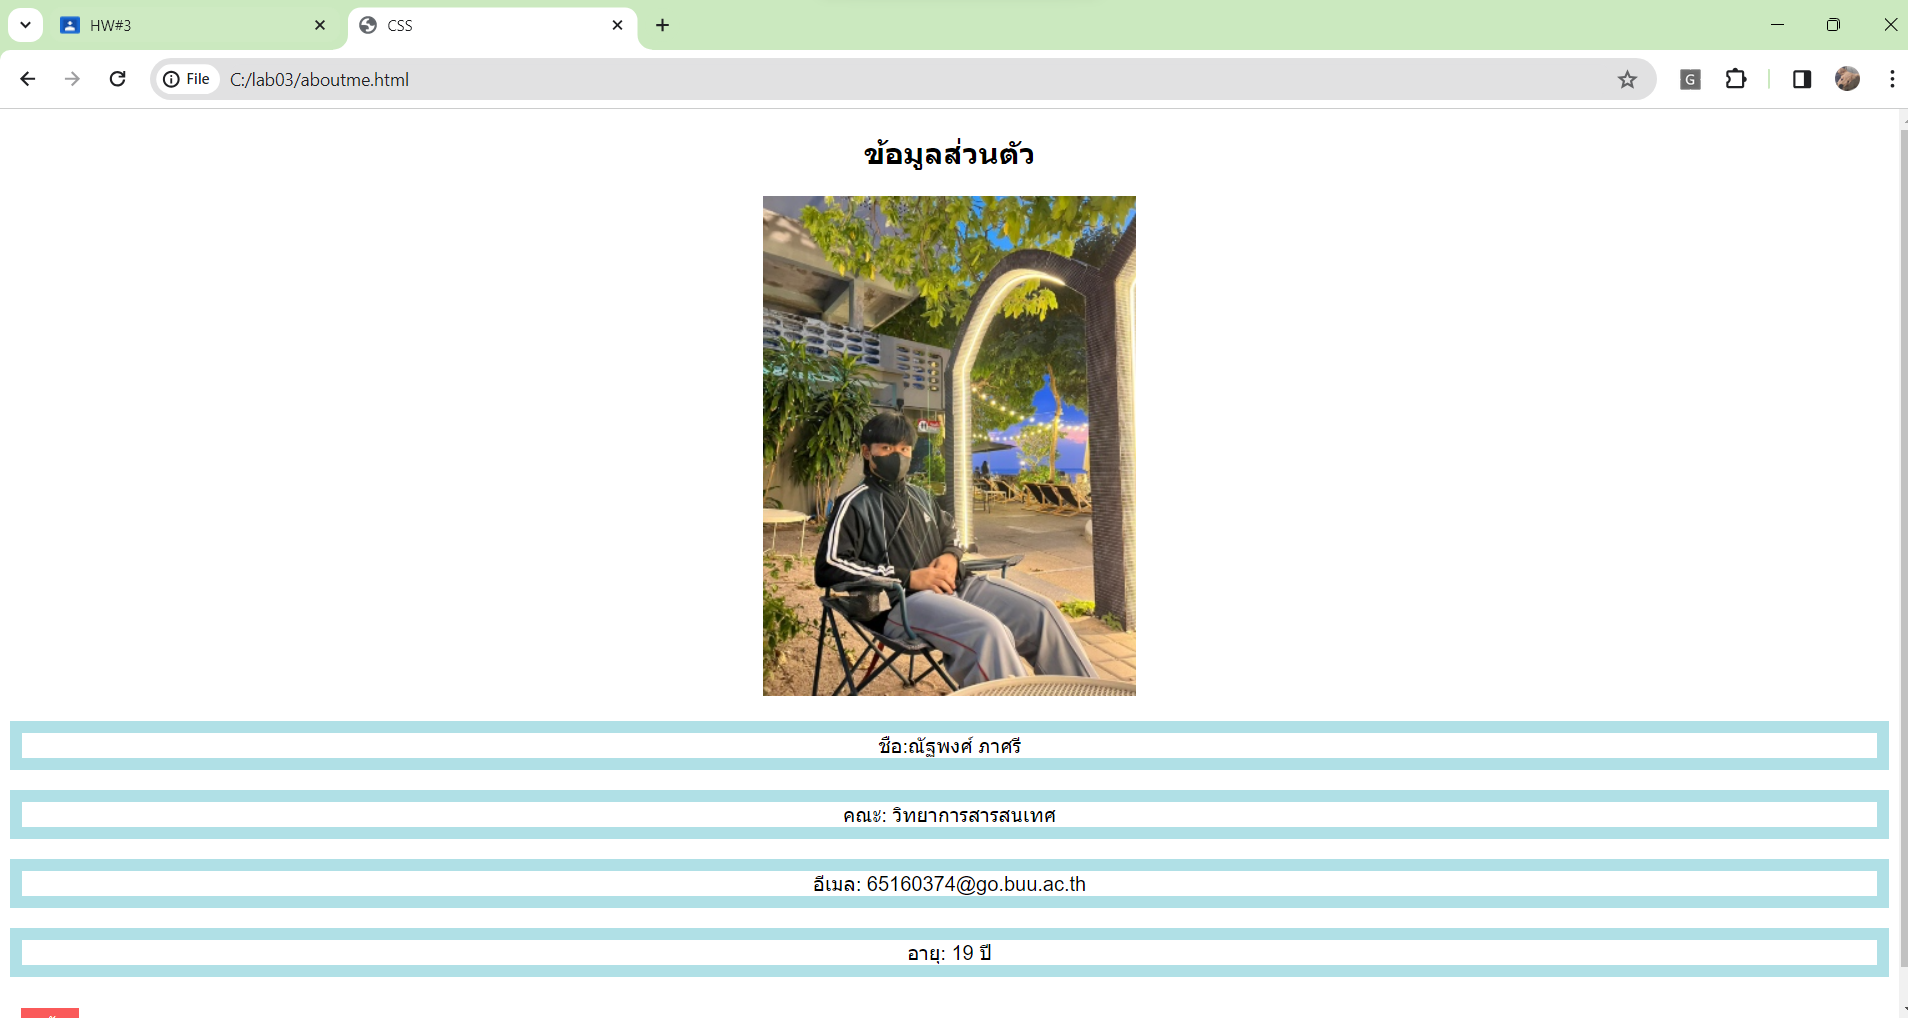 HW#3
CSS
File
C:/lab03/aboutme.html
G
ข้อมูลส่วนตัว
ชื่อ:ณัฐพงศ์ ภาศรี
คณะ: วิทยาการสารสนเทศ
อีเมล: 65160374@go.buu.ac.th
อายุ: 19 ปี